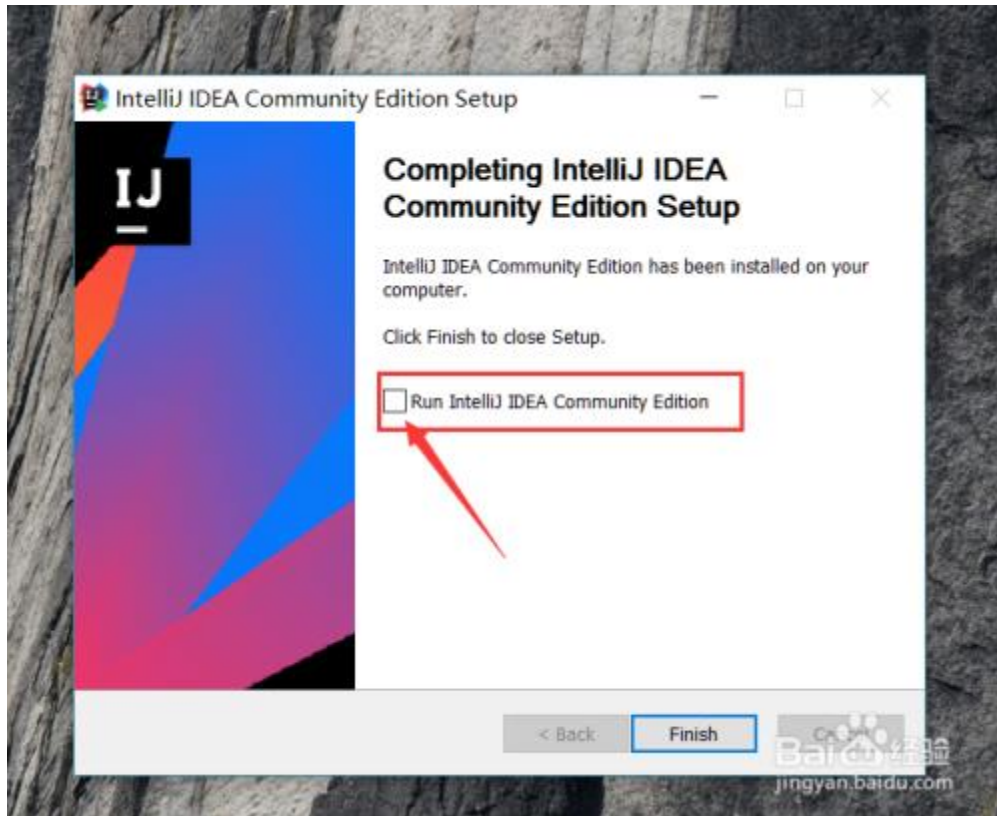 IntelliJ IDEA Community Edition Setup
IJ
Completing IntelliJ IDEA
Community Edition Setup
IntelliJ IDEA Community Edition has been installed on your
computer.
Click Finish to close Setup.
Run IntelliJ IDEA Community Edition
< Back
Finish
Cancel
Baidu经验
jingyan.baidu.com